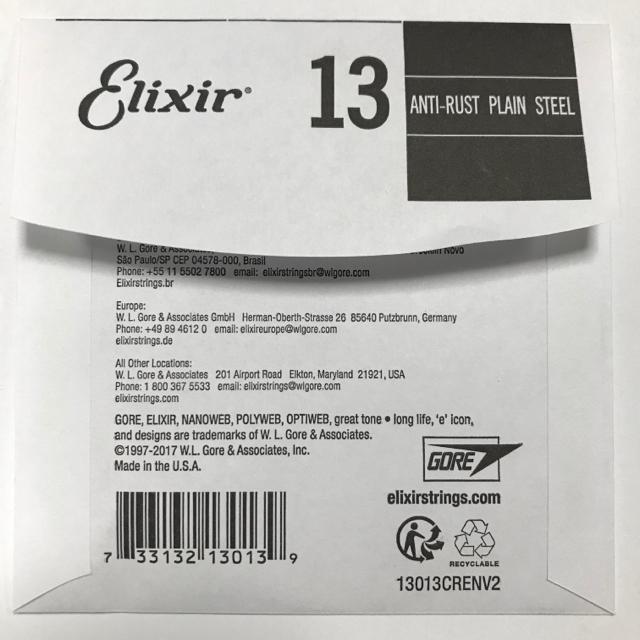 Elixir®
13
ANTI-RUST PLAIN STEEL
W. L. Gore & Associates, Novo
São Paulo/SP CEP 04578-000, Brasil
Phone: +55 11 5502 7800 email: elixirstringsbr@wlgore.com
Elixirstrings.br
Europe:
W. L. Gore & Associates GmbH Herman-Oberth-Strasse 26 85640 Putzbrunn, Germany
Phone: +49 89 4612 0 email: elixireurope@wlgore.com
elixirstrings.de
All Other Locations:
W. L. Gore & Associates 201 Airport Road Elkton, Maryland 21921, USA
Phone: 1 800 367 5533 email: elixirstrings@wlgore.com
elixirstrings.com
GORE, ELIXIR, NANOWEB, POLYWEB, OPTIWEB, great tone • long life, 'e' icon,
and designs are trademarks of W. L. Gore & Associates.
©1997-2017 W.L. Gore & Associates, Inc.
Made in the U.S.A.
GORE
elixirstrings.com
7 33132 13013 9
RECYCLABLE
13013CRENV2